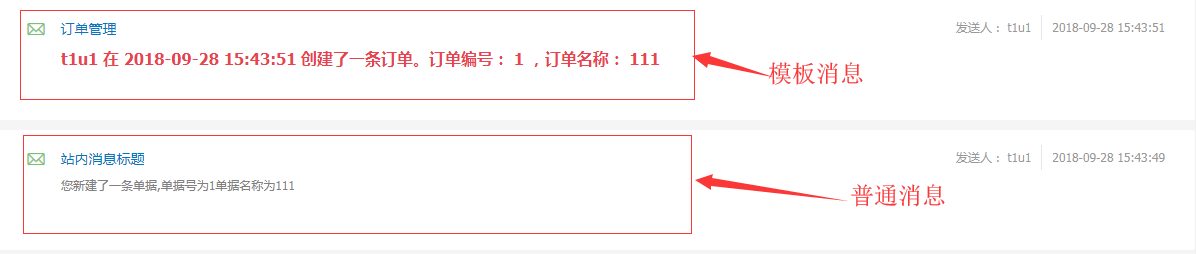 订单管理
发送人： t1u1 2018-09-28 15:43:51
t1u1 在 2018-09-28 15:43:51 创建了一条订单。订单编号： 1 ，订单名称： 111
模板消息
站内消息标题
发送人： t1u1 2018-09-28 15:43:49
您新建了一条单据,单据号为1单据名称为111
普通消息